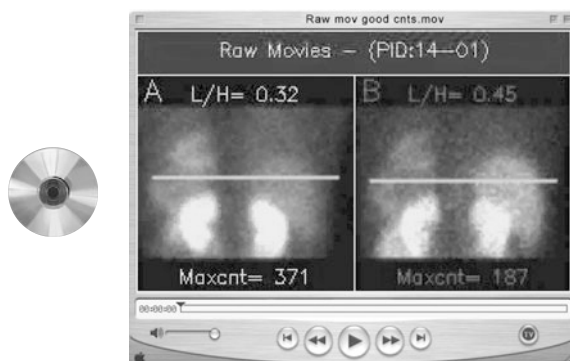 Raw mov good cnts.mov
Raw Movies - (PID:14-01)
A L/H= 0.32
B L/H= 0.45
Maxcnt= 371
Maxcnt= 187
00:00:00
TV